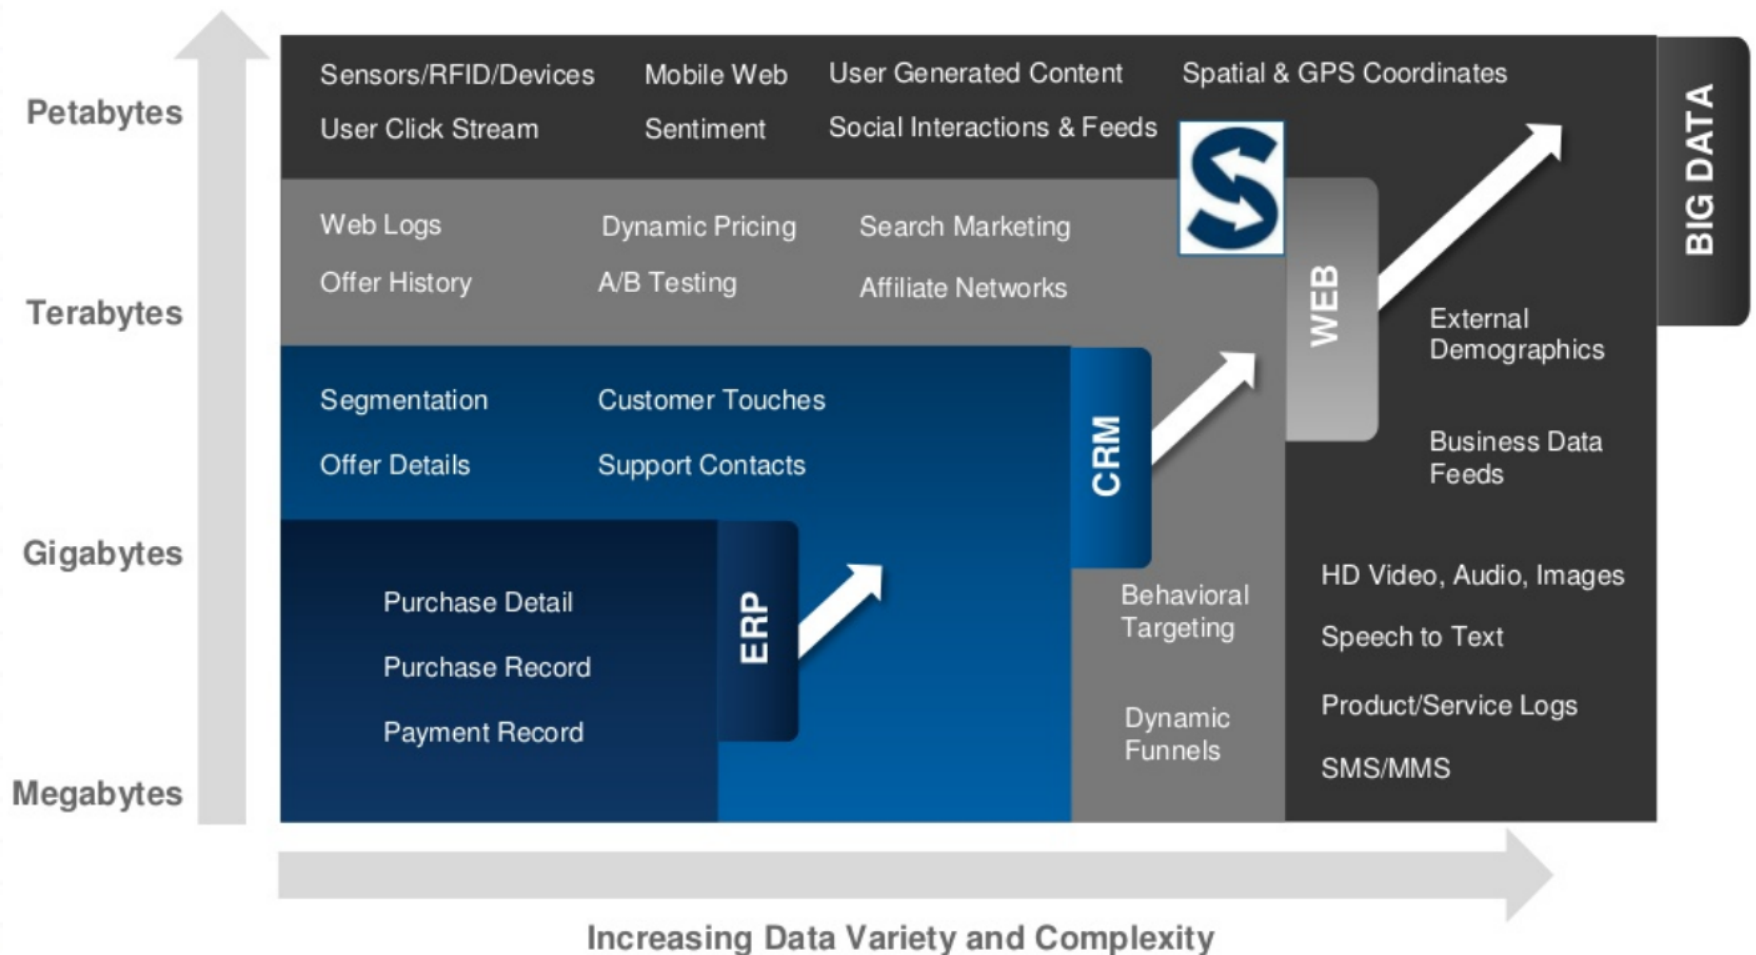 Petabytes
Terabytes
Gigabytes
Megabytes
Sensors/RFID/Devices
Mobile Web
User Generated Content
Spatial & GPS Coordinates
User Click Stream
Sentiment
Social Interactions & Feeds
BIG DATA
Web Logs
Dynamic Pricing
Search Marketing
Offer History
A/B Testing
Affiliate Networks
WEB
External
Demographics
Business Data
Feeds
Segmentation
Customer Touches
Offer Details
Support Contacts
CRM
Behavioral
Targeting
Dynamic
Funnels
HD Video, Audio, Images
Speech to Text
Product/Service Logs
SMS/MMS
Purchase Detail
Purchase Record
Payment Record
ERP
Increasing Data Variety and Complexity